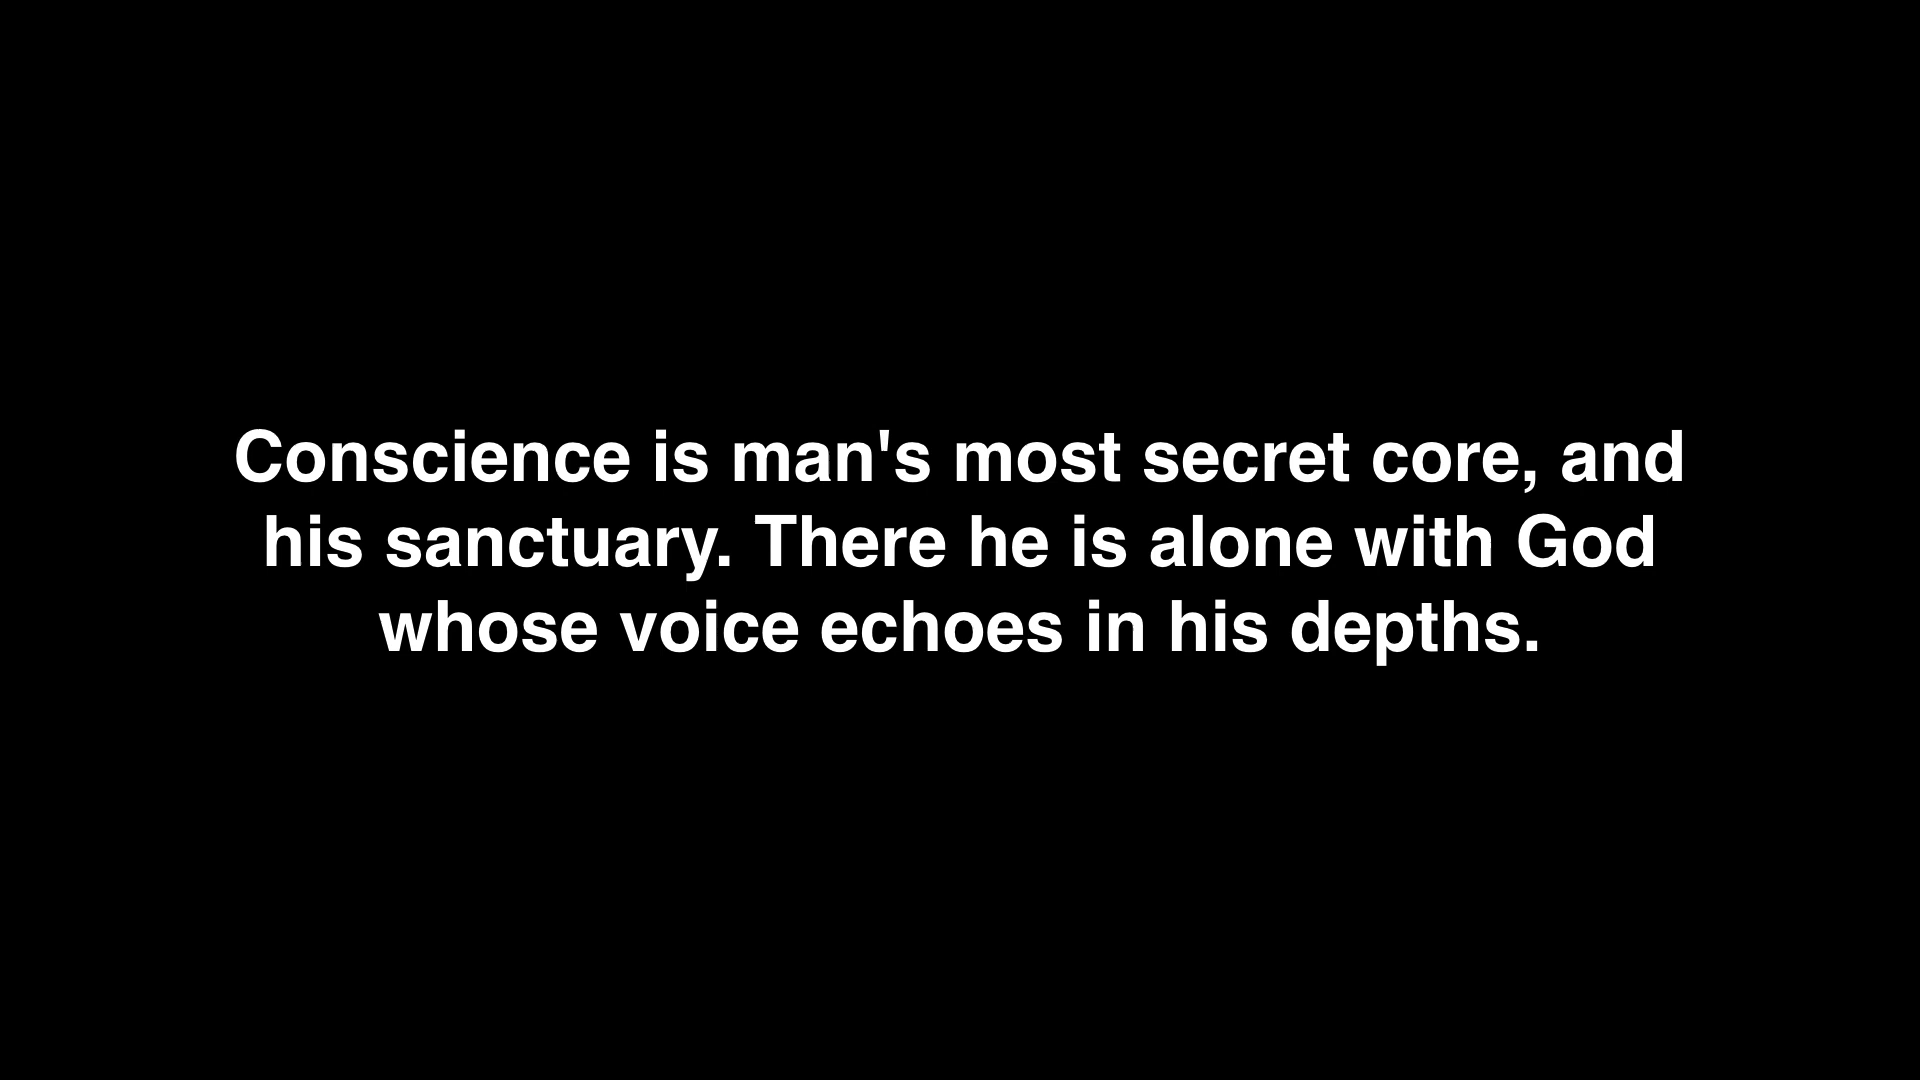 Conscience is man's most secret core, and
his sanctuary. There he is alone with God
whose voice echoes in his depths.